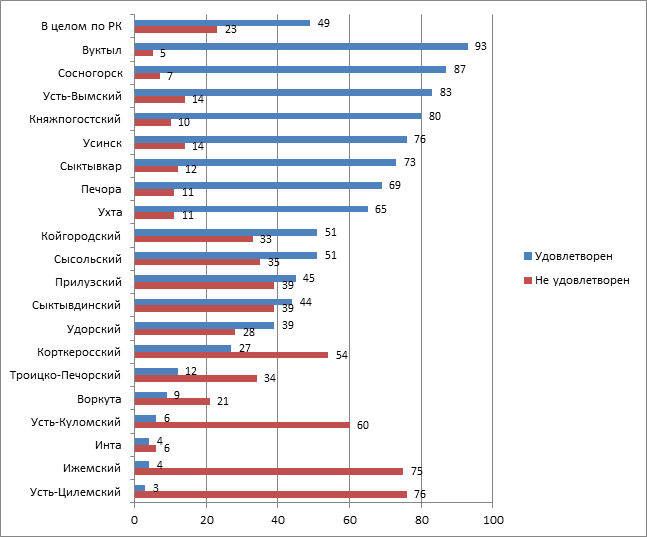 В целом по РК 49
23
Вуктыл 93
5
Сосногорск 87
7
Усть-Вымский 83
14
Княжпогостский 80
10
Усинск 76
14
Сыктывкар 73
12
Печора 69
11
Ухта 65
11
Койгородский 51
33
Сысольский 51
35
Прилузский 45
39
Сыктывдинский 44
39
Удорский 39
28
Корткеросский 27
54
Троицко-Печорский 12
34
Воркута 9
21
Усть-Куломский 6
60
Инта 4
6
Ижемский 4
75
Усть-Цилемский 3
76
0 20 40 60 80 100
Удовлетворен
Не удовлетворен